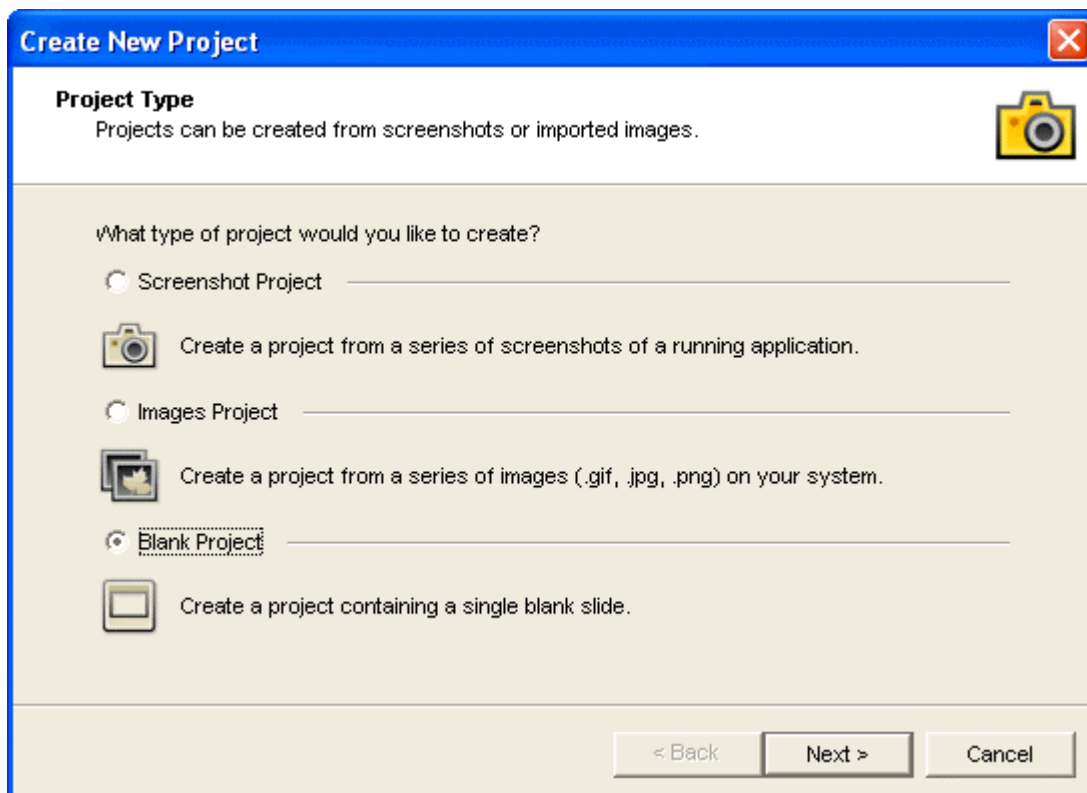 Create New Project
Project Type
Projects can be created from screenshots or imported images.
What type of project would you like to create?
Screenshot Project
Create a project from a series of screenshots of a running application.
Images Project
Create a project from a series of images (.gif, .jpg, .png) on your system.
Blank Project
Create a project containing a single blank slide.
< Back Next > Cancel